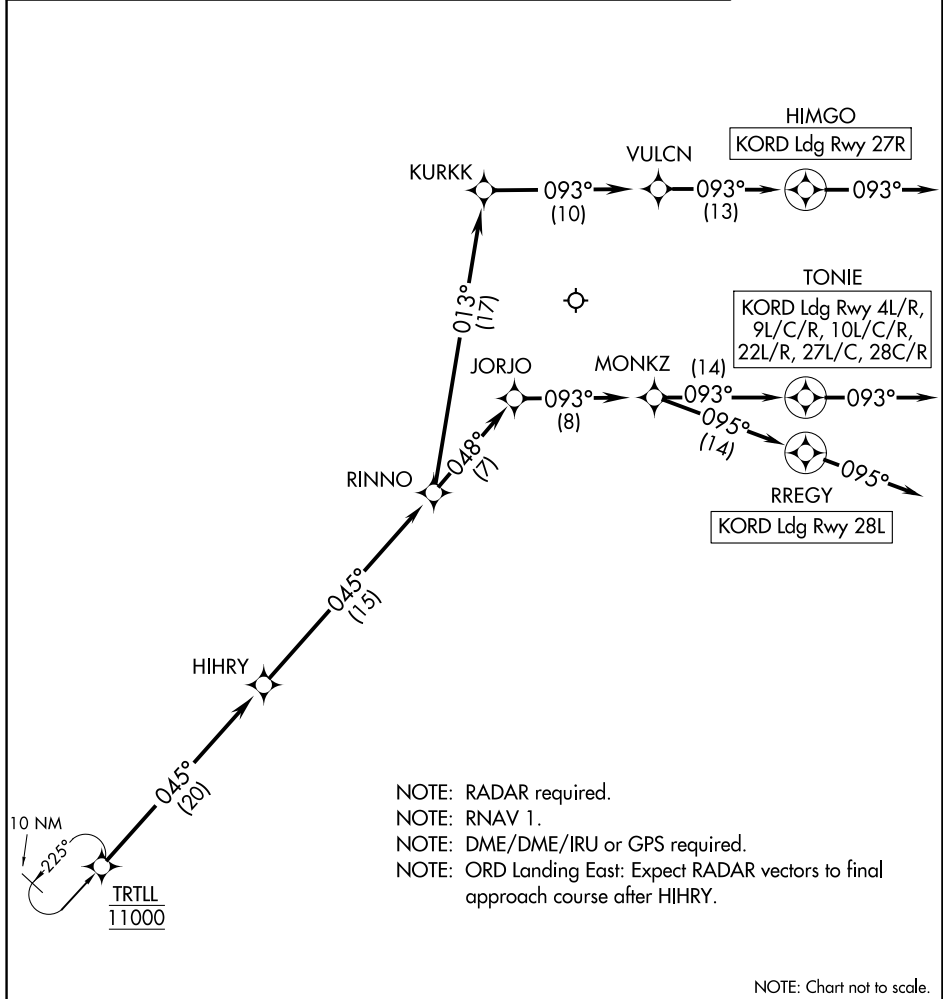 HIMGO
KORD Ldg Rwy 27R
VULCN
KURKK
093°
(10)
093°
(13)
093°
013°
(17)
TONIE
KORD Ldg Rwy 4L/R,
9L/C/R, 10L/C/R,
22L/R, 27L/C, 28C/R
JORJO
MONKZ
(14)
093°
(8)
093°
093°
095°
(14)
095°
048°
(7)
RINNO
RREGY
KORD Ldg Rwy 28L
045°
(15)
HIHRY
045°
(20)
10 NM
225°
TRTLL
11000
NOTE: RADAR required.
NOTE: RNAV 1.
NOTE: DME/DME/IRU or GPS required.
NOTE: ORD Landing East: Expect RADAR vectors to final
approach course after HIHRY.
NOTE: Chart not to scale.